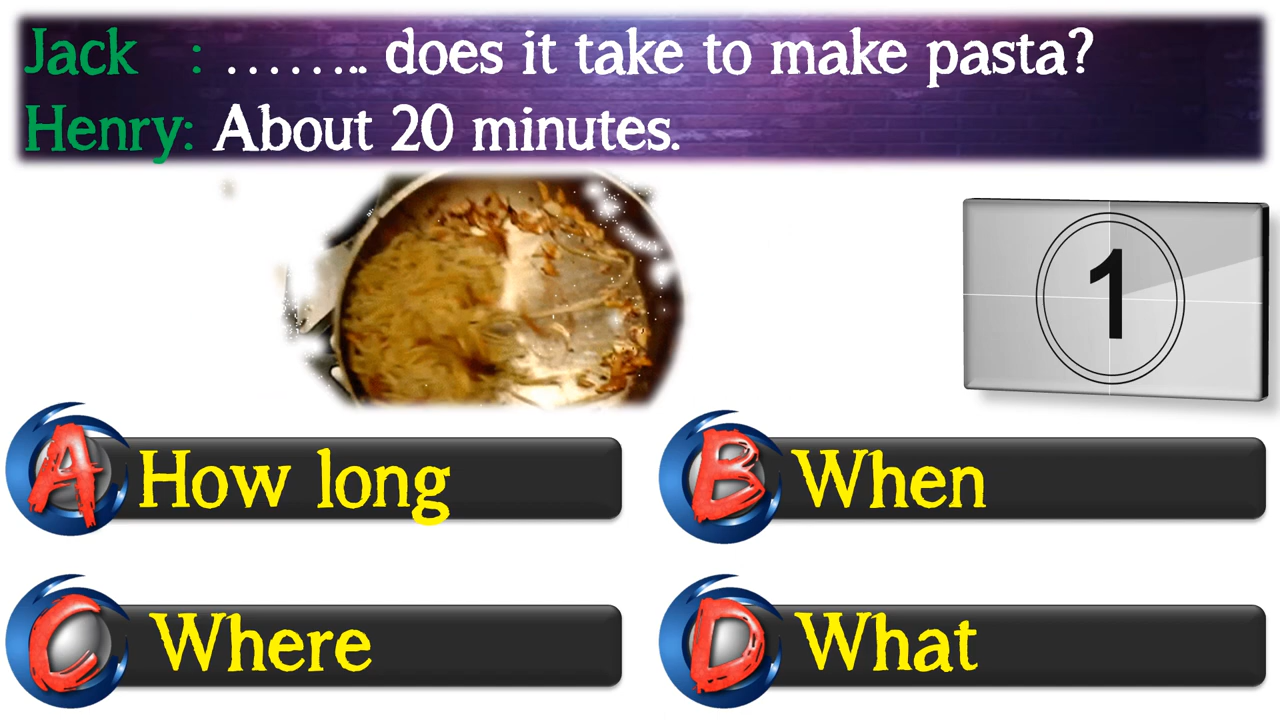 Jack : …….. does it take to make pasta?
Henry: About 20 minutes.
1
A How long
B When
C Where
D What